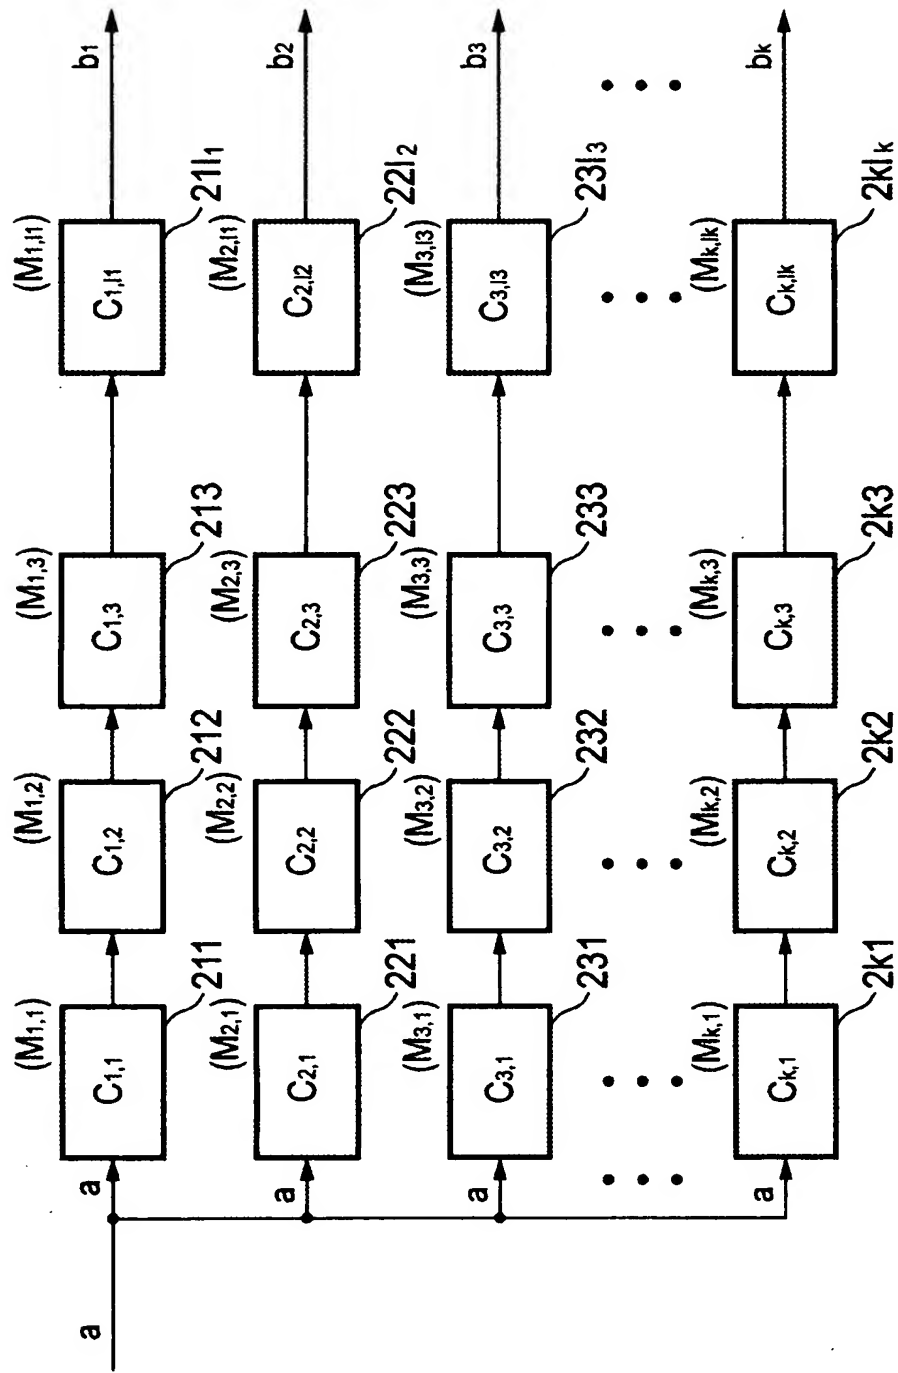 a
a
(M1,1)
C1,1
211
(M1,2)
C1,2
212
(M1,3)
C1,3
213
(M1,l1)
C1,l1
21l1
b1
a
(M2,1)
C2,1
221
(M2,2)
C2,2
222
(M2,3)
C2,3
223
(M2,l1)
C2,l2
22l2
b2
a
(M3,1)
C3,1
231
(M3,2)
C3,2
232
(M3,3)
C3,3
233
(M3,l3)
C3,l3
23l3
b3
a
(Mk,1)
Ck,1
2k1
(Mk,2)
Ck,2
2k2
(Mk,3)
Ck,3
2k3
(Mk,lk)
Ck,lk
2klk
bk